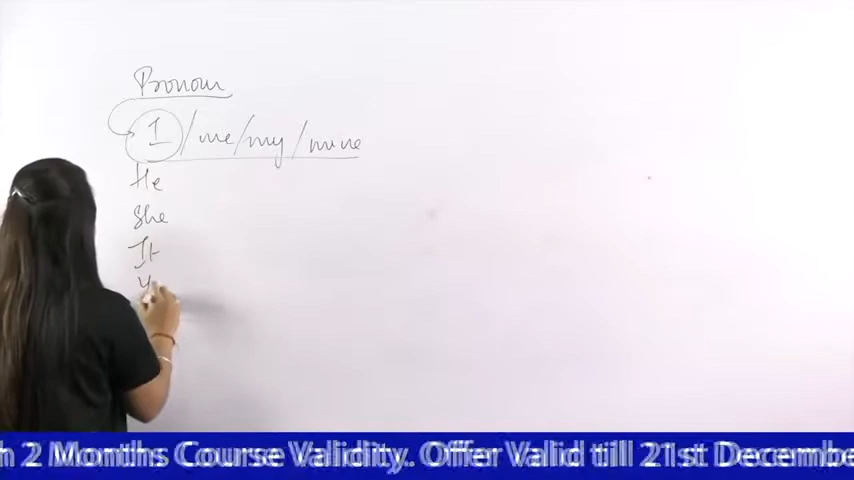 Pronoun
I / me / my / mine
He
She
It
Y
h 2 Months Course Validity. Offer Valid till 21st Decembe